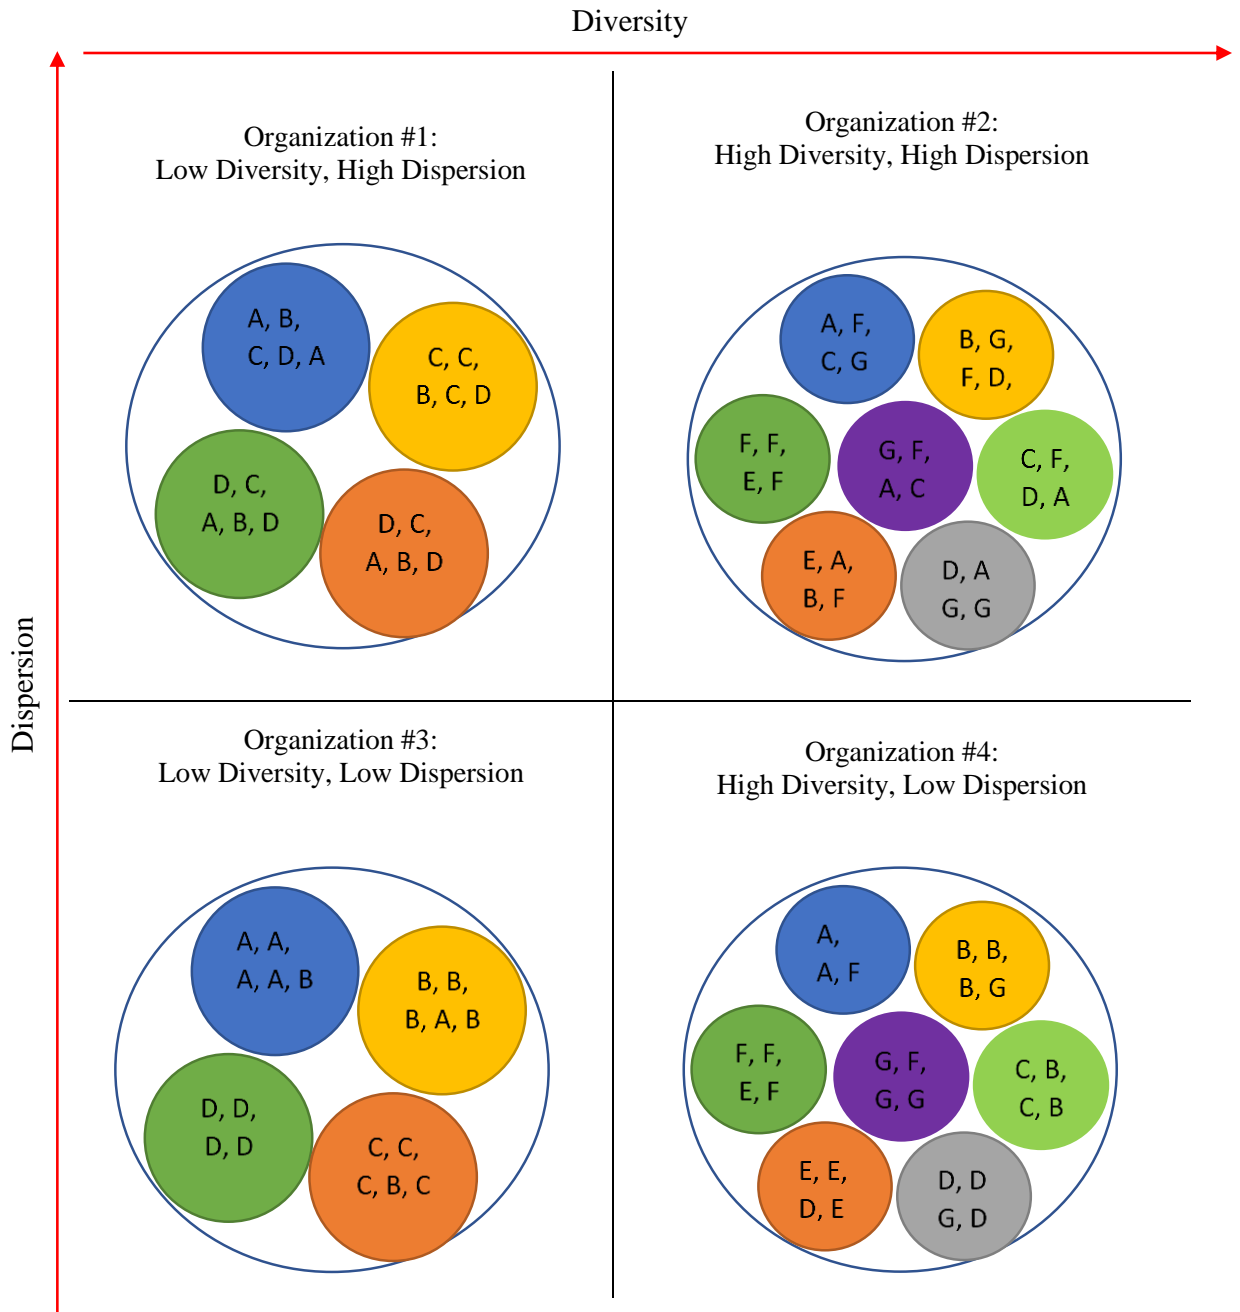 Diversity
Organization #1:
Low Diversity, High Dispersion
Organization #2:
High Diversity, High Dispersion
A, B,
C, D, A
C, C,
B, C, D
D, C,
A, B, D
D, C,
A, B, D
A, F,
C, G
B, G,
F, D,
F, F,
E, F
G, F,
A, C
C, F,
D, A
E, A,
B, F
D, A
G, G
Dispersion
Organization #3:
Low Diversity, Low Dispersion
Organization #4:
High Diversity, Low Dispersion
A, A,
A, A, B
B, B,
B, A, B
D, D,
D, D
C, C,
C, B, C
A,
A, F
B, B,
B, G
F, F,
E, F
G, F,
G, G
C, B,
C, B
E, E,
D, E
D, D
G, D